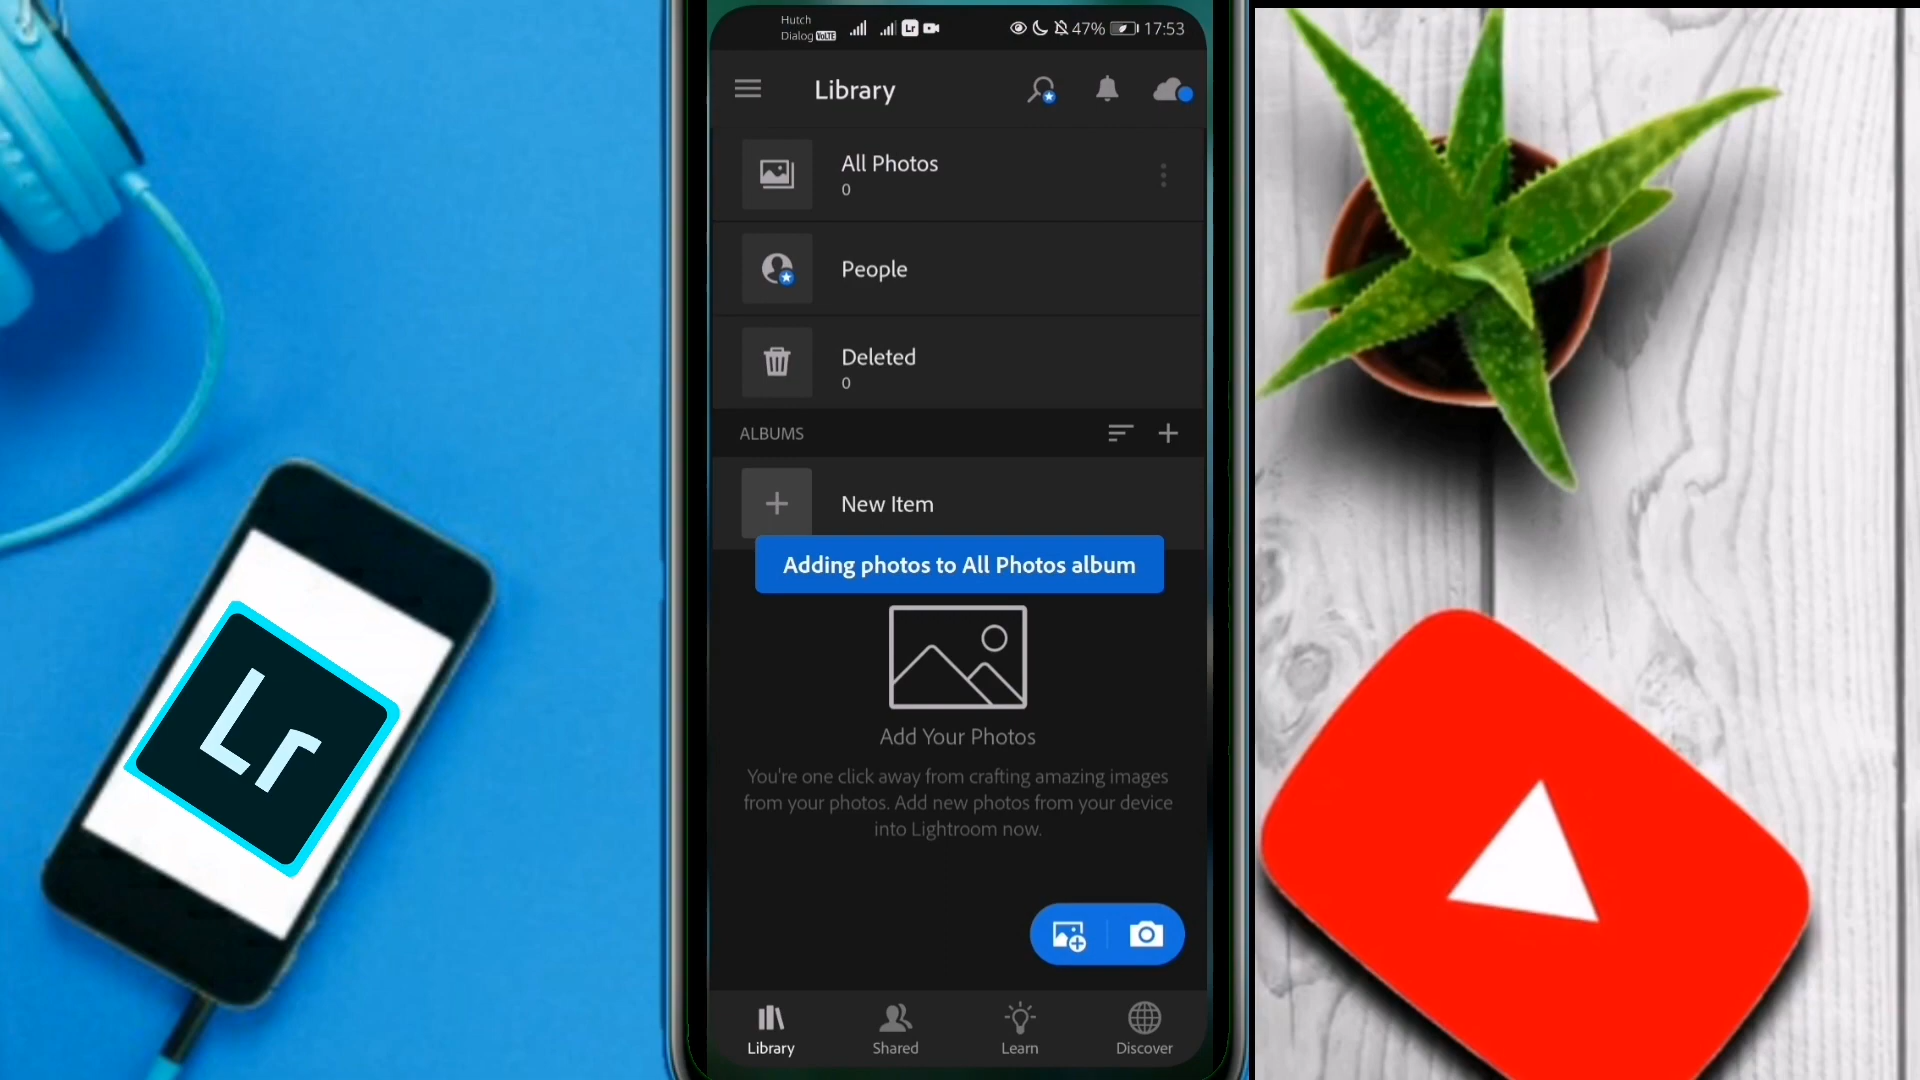 Hutch
Dialog VoLTE
Lr
47% 17:53
Library
All Photos
0
People
Deleted
0
ALBUMS
New Item
Adding photos to All Photos album
Add Your Photos
You're one click away from crafting amazing images
from your photos. Add new photos from your device
into Lightroom now.
Library Shared Learn Discover
Lr